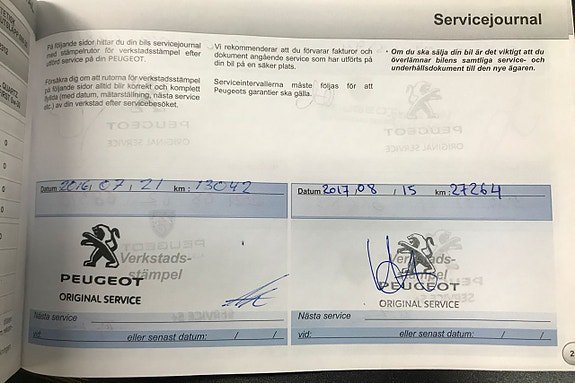 Servicejournal
På följande sidor hittar du din bils servicejournal
med stämpelrutor för verkstadsstämpel efter
utförd service på din PEUGEOT.
Försäkra dig om att rutorna för verkstadsstämpel
på följande sidor alltid blir korrekt och komplett
ifyllda (med datum, mätarställning, nästa service
etc.) av din verkstad efter servicebesöket.
Vi rekommenderar att du förvarar fakturor och
dokument angående service som har utförts på
din bil på en säker plats.
Serviceintervallerna måste följas för att
Peugeots garantier ska gälla.
• Om du ska sälja din bil är det viktigt att du
överlämnar bilens samtliga service- och
underhållsdokument till den nye ägaren.
Datum 2016, 07, 21 km : 13042
Verkstads-
stämpel
PEUGEOT
ORIGINAL SERVICE
Nästa service
vid: eller senast datum: / /
Datum 2017, 08 , 15 km : 27264
Verkstads-
stämpel
PEUGEOT
ORIGINAL SERVICE
Nästa service
vid: eller senast datum: / /
2